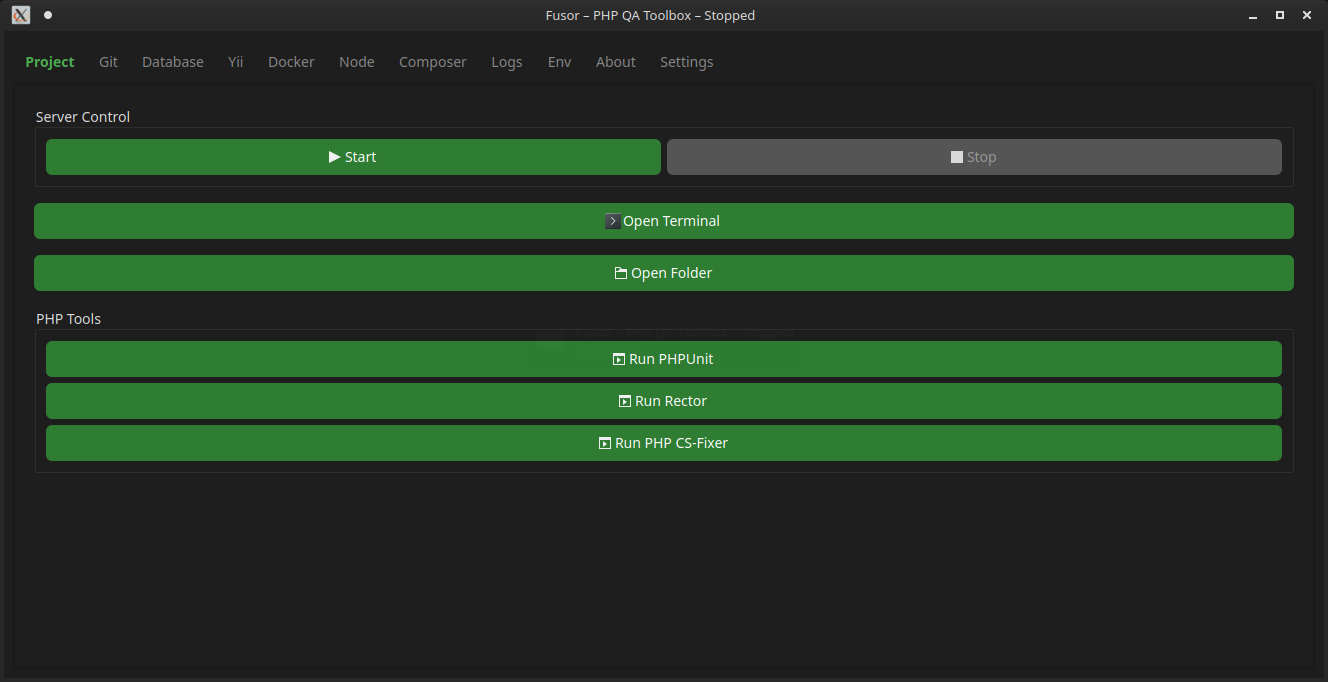 Fusor – PHP QA Toolbox – Stopped
Project Git Database Yii Docker Node Composer Logs Env About Settings
Server Control
Start Stop
Open Terminal
Open Folder
PHP Tools
Run PHPUnit
Run Rector
Run PHP CS-Fixer